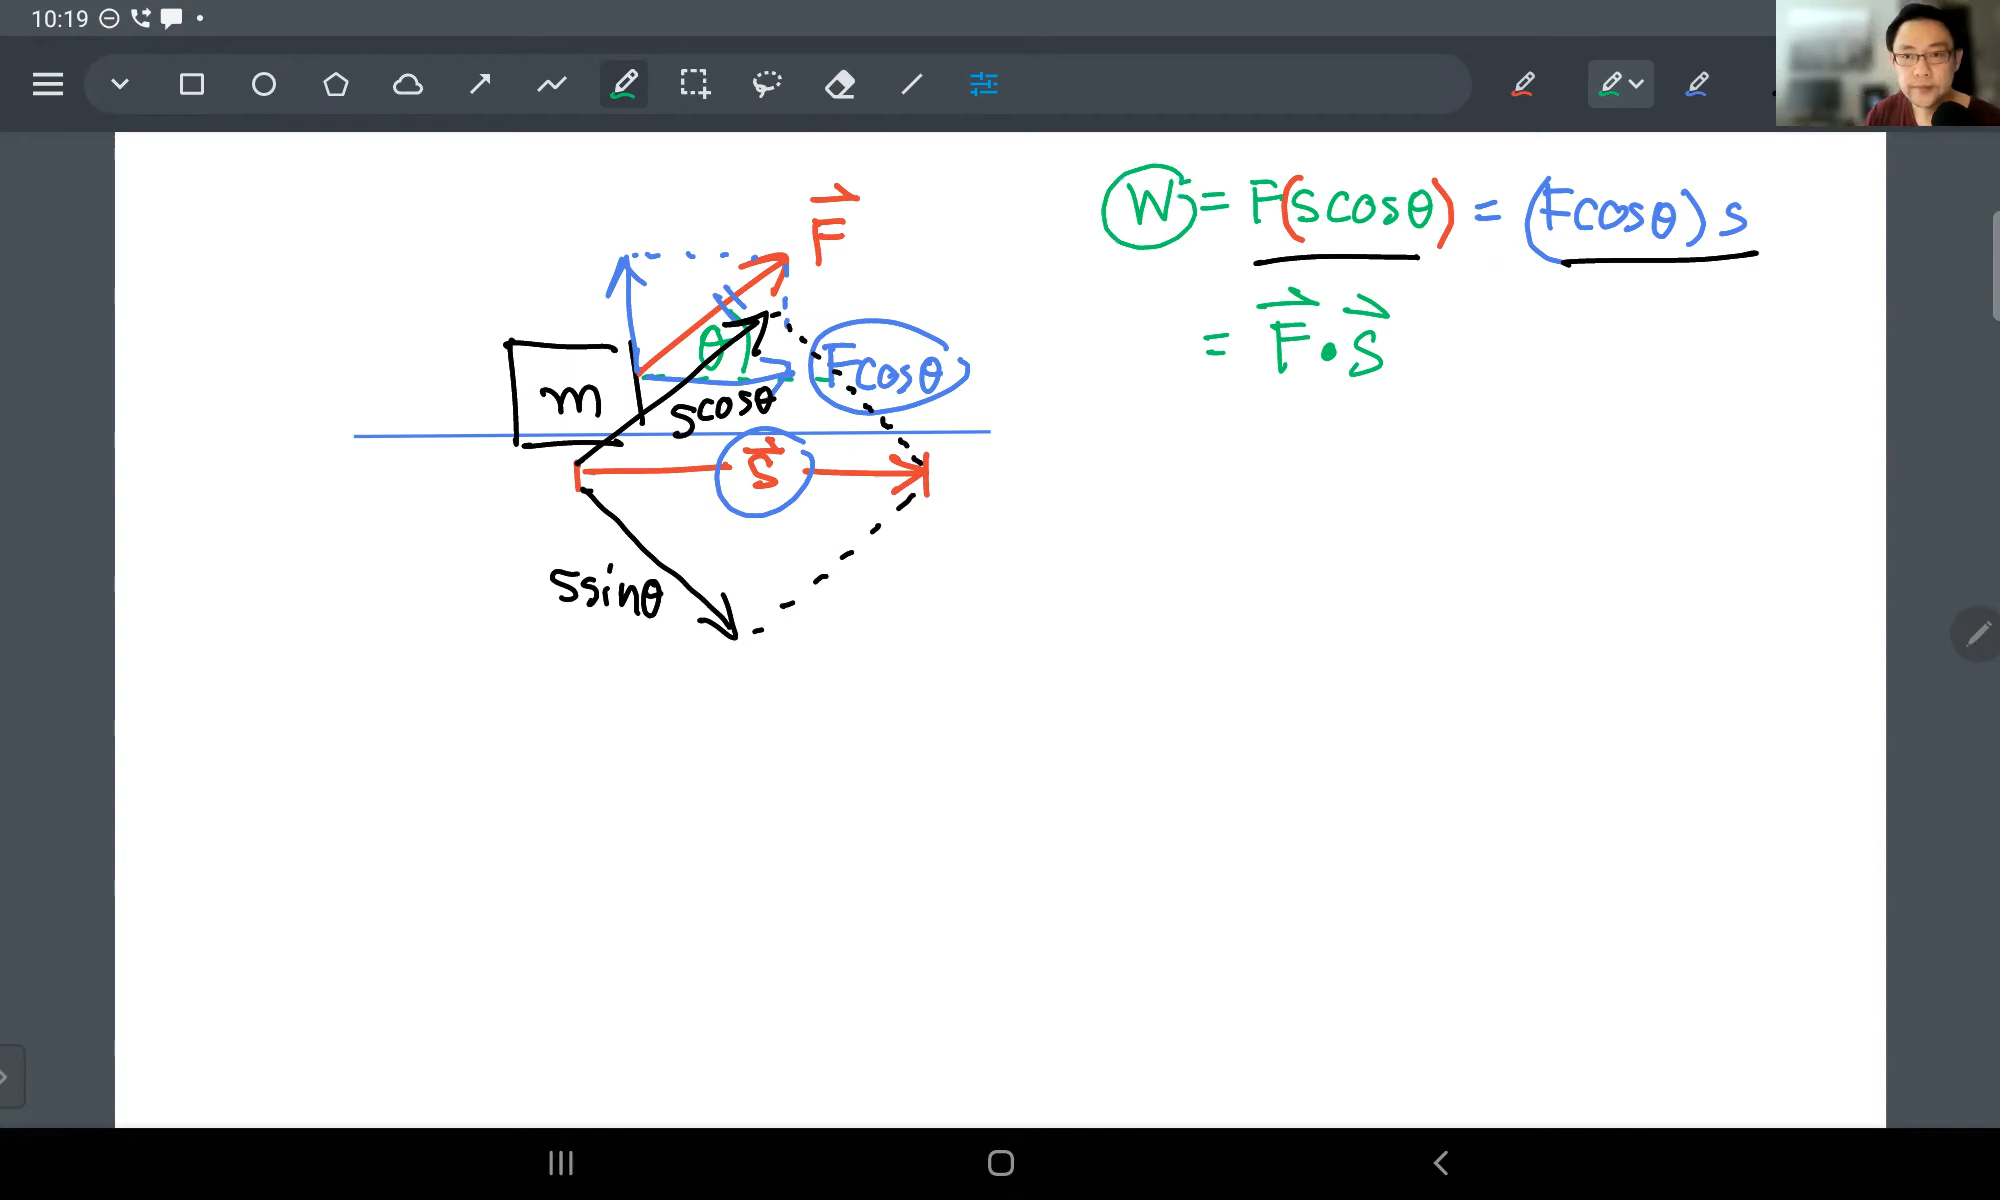 10:19
W = F(scosθ) = (Fcosθ)s
= F⃗ • s⃗
F⃗
θ
Fcosθ
m
scosθ
s⃗
ssinθ